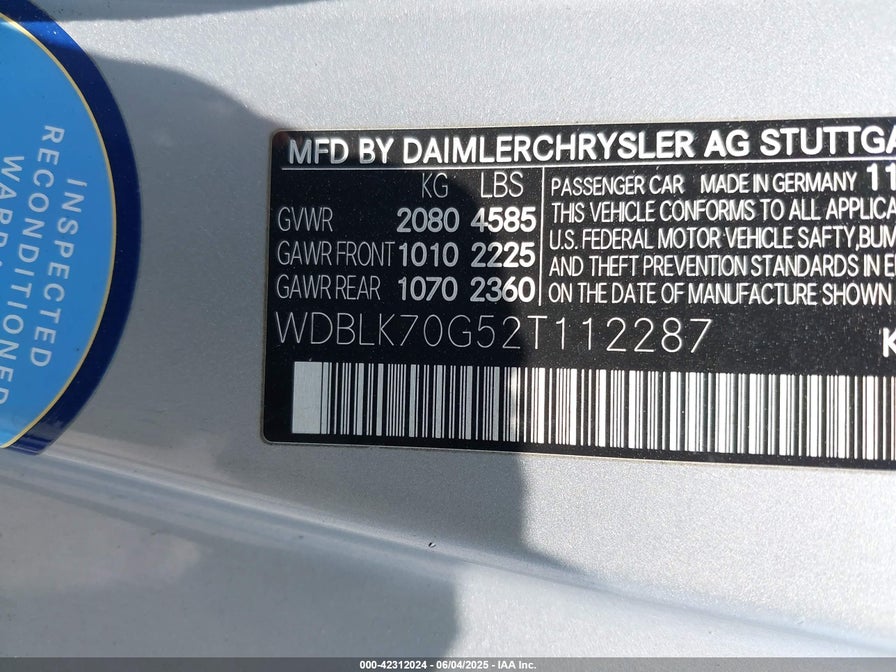 INSPECTED
RECONDITIONED
MFD BY DAIMLERCHRYSLER AG STUTTGA
KG LBS
GVWR 2080 4585
GAWR FRONT 1010 2225
GAWR REAR 1070 2360
PASSENGER CAR MADE IN GERMANY 11
THIS VEHICLE CONFORMS TO ALL APPLICA
U.S. FEDERAL MOTOR VEHICLE SAFTY,BUM
AND THEFT PREVENTION STANDARDS IN E
ON THE DATE OF MANUFACTURE SHOWN
WDBLK70G52T112287
000-42312024 - 06/04/2025 - IAA Inc.